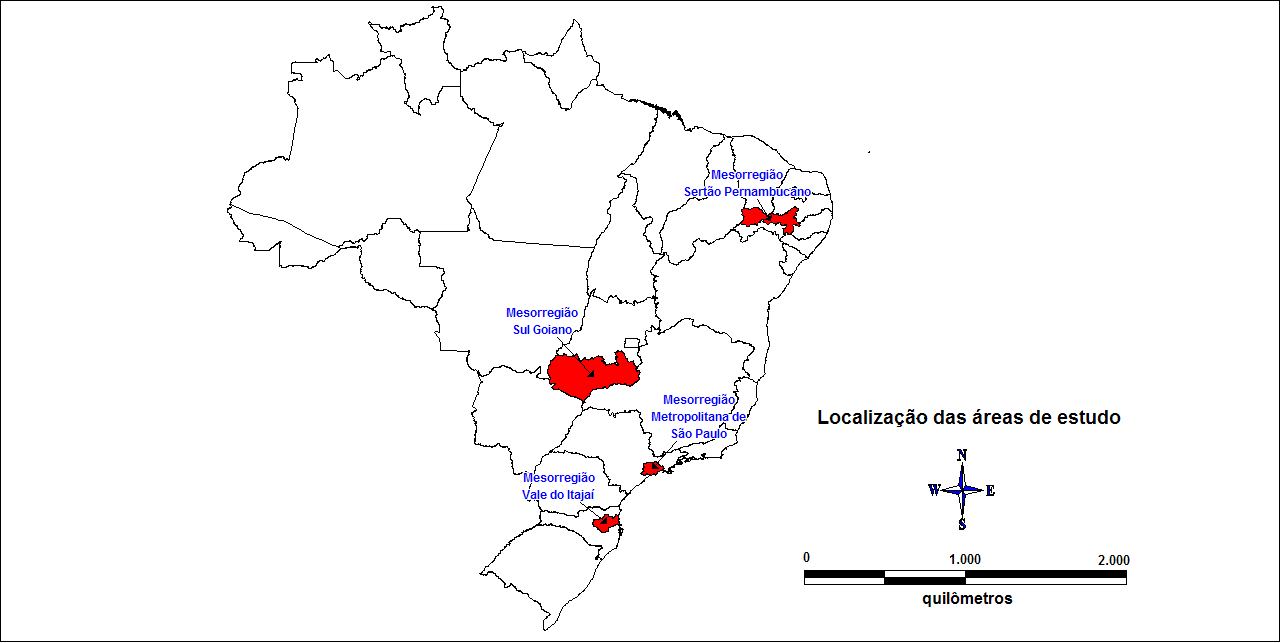 Mesorregião
Sertão Pernambucano
Mesorregião
Sul Goiano
Mesorregião
Metropolitana de
São Paulo
Localização das áreas de estudo
N
W E
S
Mesorregião
Vale do Itajaí
0 1.000 2.000
quilômetros